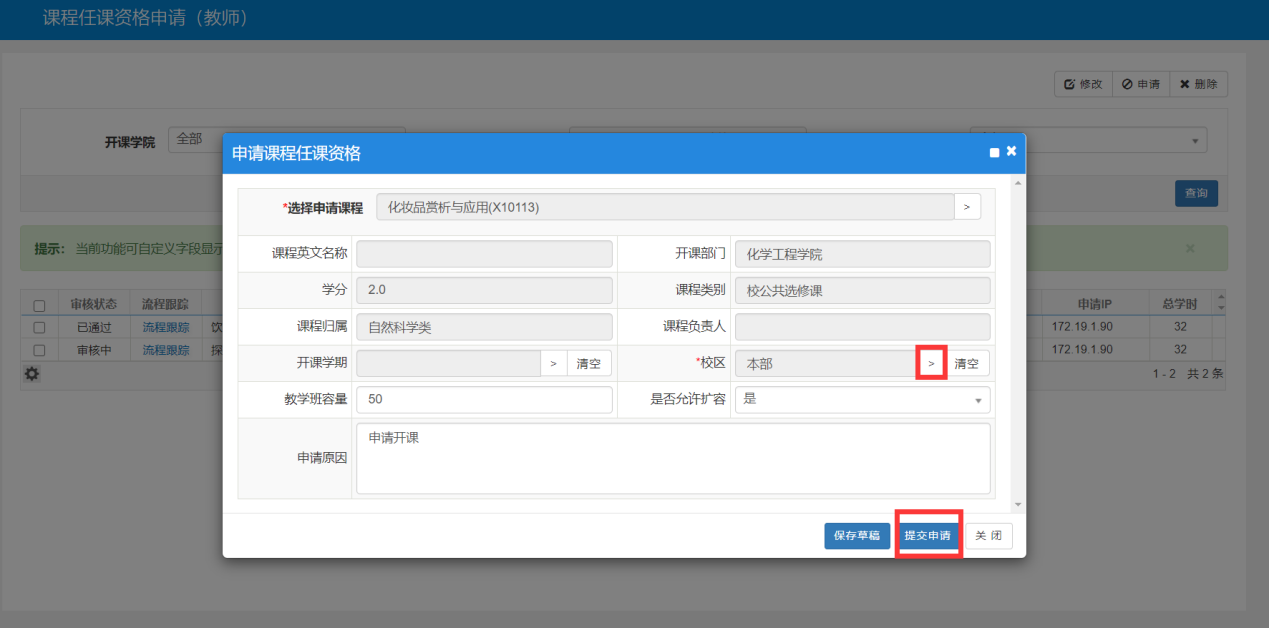 课程任课资格申请（教师）
修改 申请 删除
开课学院 全部
申请课程任课资格
查询
*选择申请课程 化妆品赏析与应用(X10113) >
提示: 当前功能可自定义字段显示
课程英文名称 开课部门 化学工程学院
学分 2.0 课程类别 校公共选修课
课程归属 自然科学类 课程负责人
开课学期 > 清空 *校区 本部 > 清空
教学班容量 50 是否允许扩容 是
申请原因 申请开课
保存草稿 提交申请 关 闭
审核状态 流程跟踪 申请IP 总学时
已通过 流程跟踪 饮 172.19.1.90 32
审核中 流程跟踪 探 172.19.1.90 32
1 - 2 共 2 条